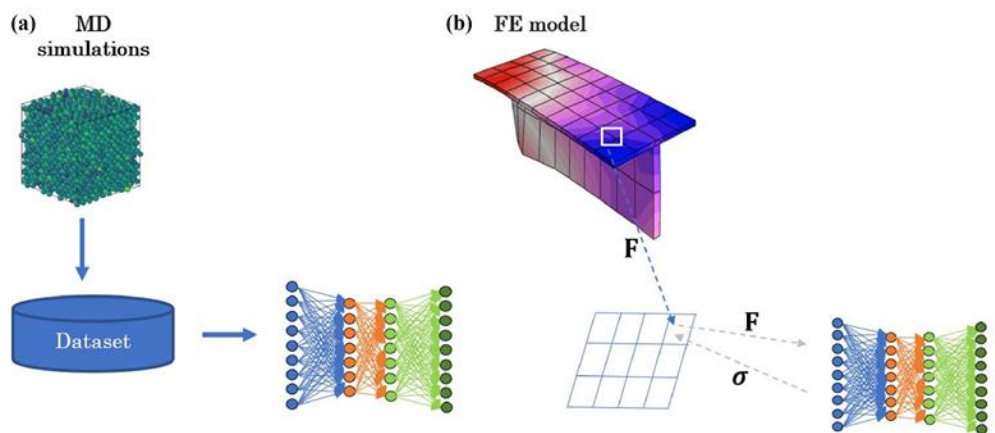 (a) MD
simulations
Dataset
(b) FE model
F
F
σ